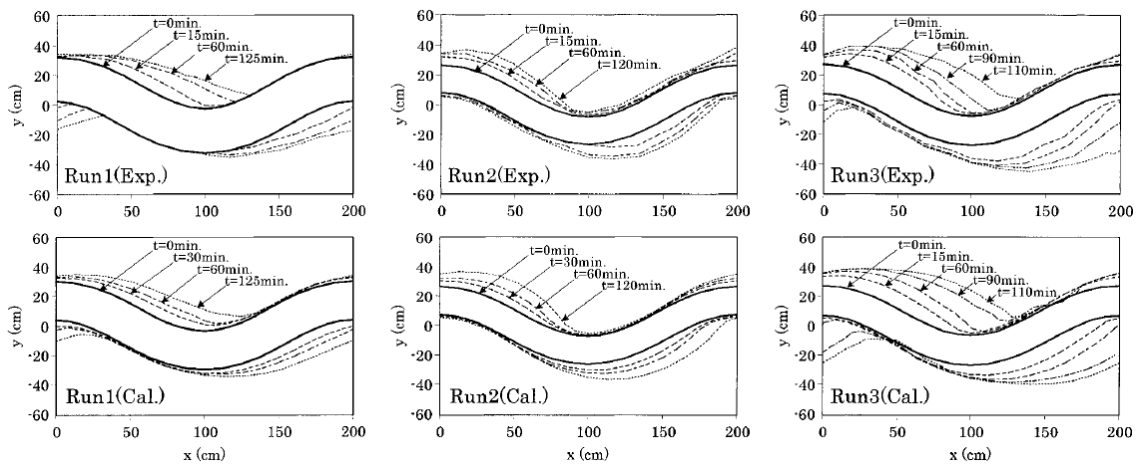 60
40
20
0
-20
-40
-60
y (cm)
t=0min.
t=15min.
t=60min.
t=125min.
Run1(Exp.)
0 50 100 150 200
60
40
20
0
-20
-40
-60
y (cm)
t=0min.
t=15min.
t=60min.
t=120min.
Run2(Exp.)
0 50 100 150 200
60
40
20
0
-20
-40
-60
y (cm)
t=0min.
t=15min.
t=60min.
t=90min.
t=110min.
Run3(Exp.)
0 50 100 150 200
60
40
20
0
-20
-40
-60
y (cm)
t=0min.
t=30min.
t=60min.
t=125min.
Run1(Cal.)
0 50 100 150 200
x (cm)
60
40
20
0
-20
-40
-60
y (cm)
t=0min.
t=30min.
t=60min.
t=120min.
Run2(Cal.)
0 50 100 150 200
x (cm)
60
40
20
0
-20
-40
-60
y (cm)
t=0min.
t=15min.
t=60min.
t=90min.
t=110min.
Run3(Cal.)
0 50 100 150 200
x (cm)